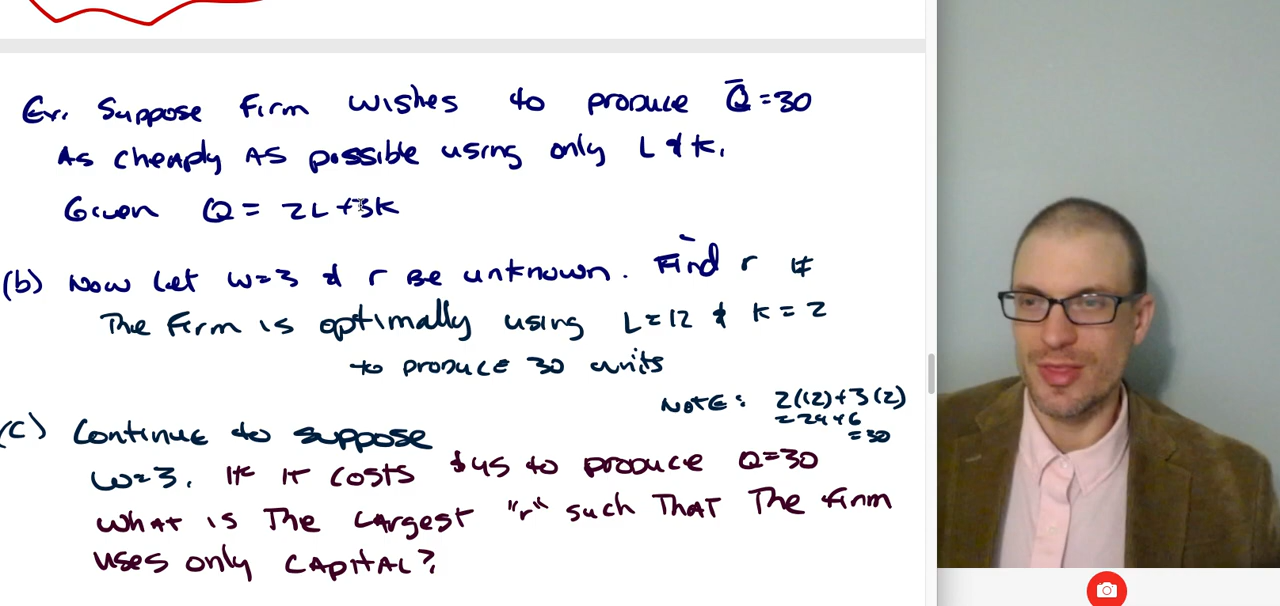 Ex. Suppose Firm wishes to produce Q̄=30
As cheaply as possible using only L & K.
Given Q = 2L+3K
(b) Now let w=3 & r be unknown. Find r if
The firm is optimally using L=12 & K=2
to produce 30 units
Note: 2(12)+3(2)
=24+6
=30
(c) Continue to suppose
w=3. If it costs $45 to produce Q=30
what is the largest "r" such that the firm
uses only capital?